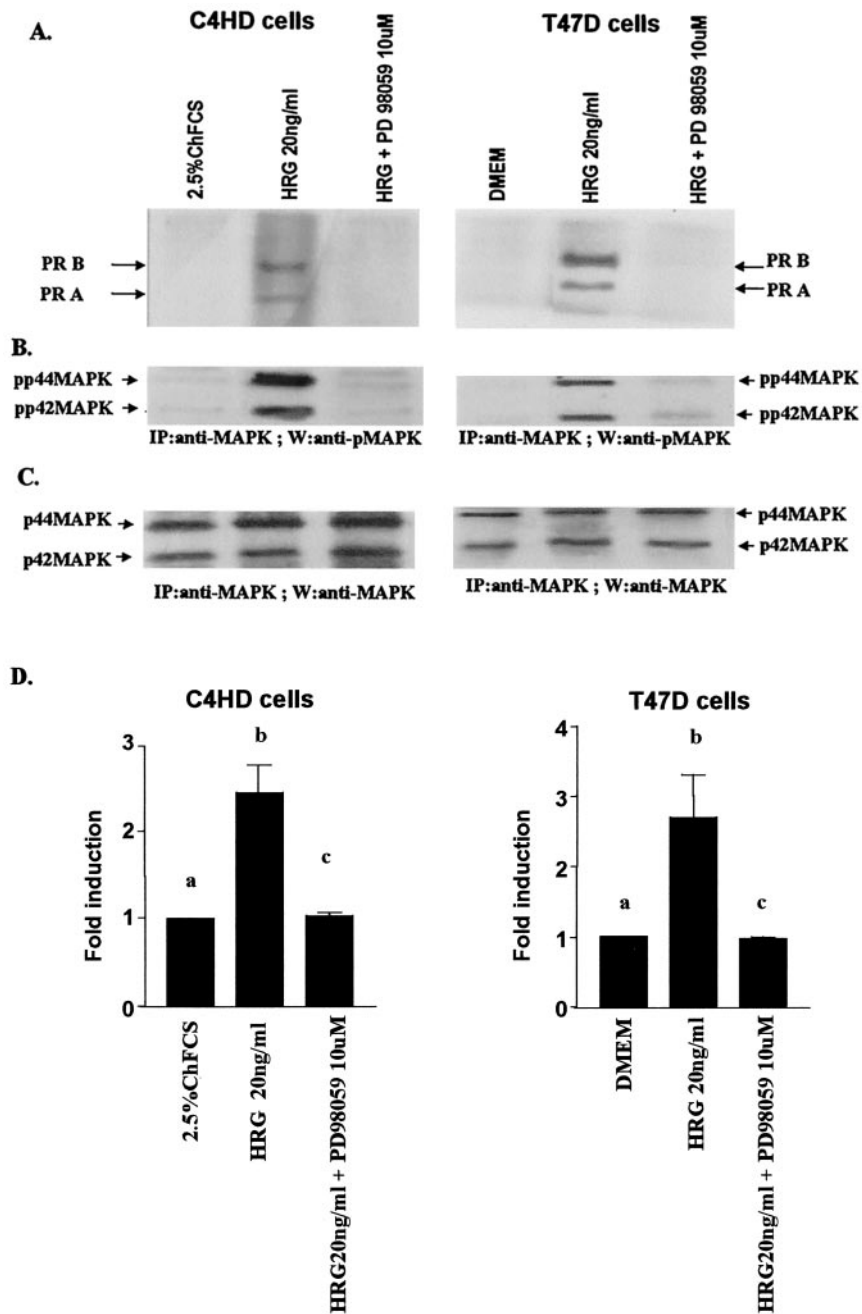 A.
C4HD cells
T47D cells
2.5%ChFCS
HRG 20ng/ml
HRG + PD 98059 10uM
DMEM
HRG 20ng/ml
HRG + PD 98059 10uM
PR B
PR A
PR B
PR A
B.
pp44MAPK
pp42MAPK
pp44MAPK
pp42MAPK
IP:anti-MAPK ; W:anti-pMAPK
IP:anti-MAPK ; W:anti-pMAPK
C.
p44MAPK
p42MAPK
p44MAPK
p42MAPK
IP:anti-MAPK ; W:anti-MAPK
IP:anti-MAPK ; W:anti-MAPK
D.
C4HD cells
Fold induction
3
2
1
0
a
b
c
2.5%ChFCS
HRG 20ng/ml
HRG20ng/ml + PD98059 10uM
T47D cells
Fold induction
4
3
2
1
0
a
b
c
DMEM
HRG 20ng/ml
HRG20ng/ml + PD98059 10uM